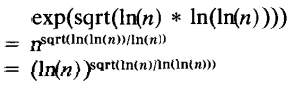 exp(sqrt(ln(n) * ln(ln(n))))
= n^sqrt(ln(ln(n))/ln(n))
= (ln(n))^sqrt(ln(n)/ln(ln(n)))